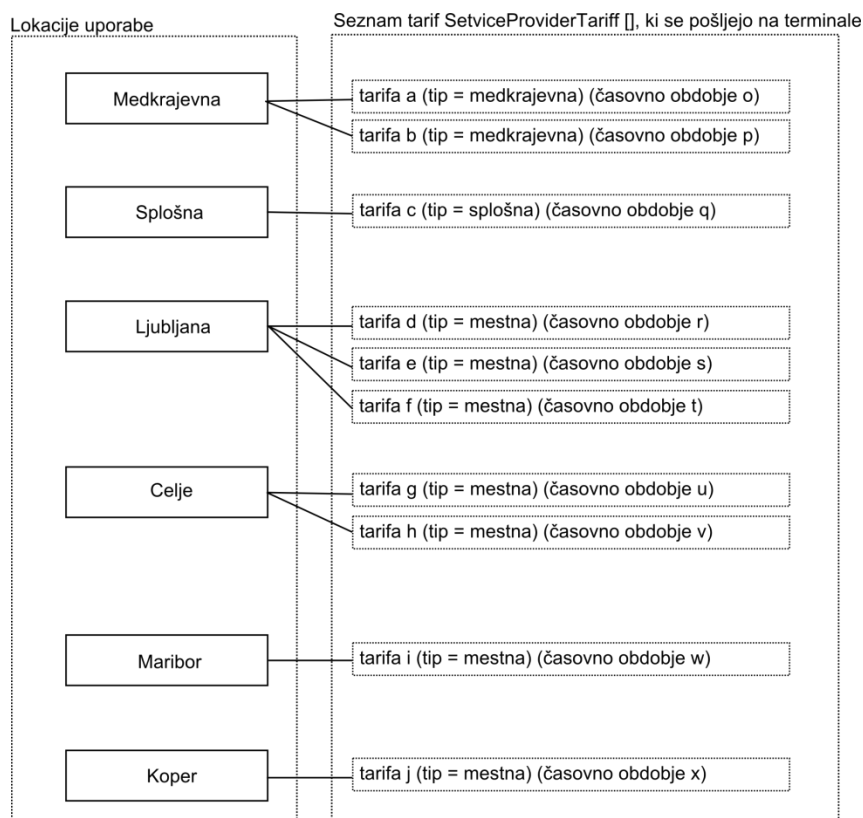 Lokacije uporabe
Seznam tarif SetviceProviderTariff [], ki se pošljejo na terminale
Medkrajevna
tarifa a (tip = medkrajevna) (časovno obdobje o)
tarifa b (tip = medkrajevna) (časovno obdobje p)
Splošna
tarifa c (tip = splošna) (časovno obdobje q)
Ljubljana
tarifa d (tip = mestna) (časovno obdobje r)
tarifa e (tip = mestna) (časovno obdobje s)
tarifa f (tip = mestna) (časovno obdobje t)
Celje
tarifa g (tip = mestna) (časovno obdobje u)
tarifa h (tip = mestna) (časovno obdobje v)
Maribor
tarifa i (tip = mestna) (časovno obdobje w)
Koper
tarifa j (tip = mestna) (časovno obdobje x)